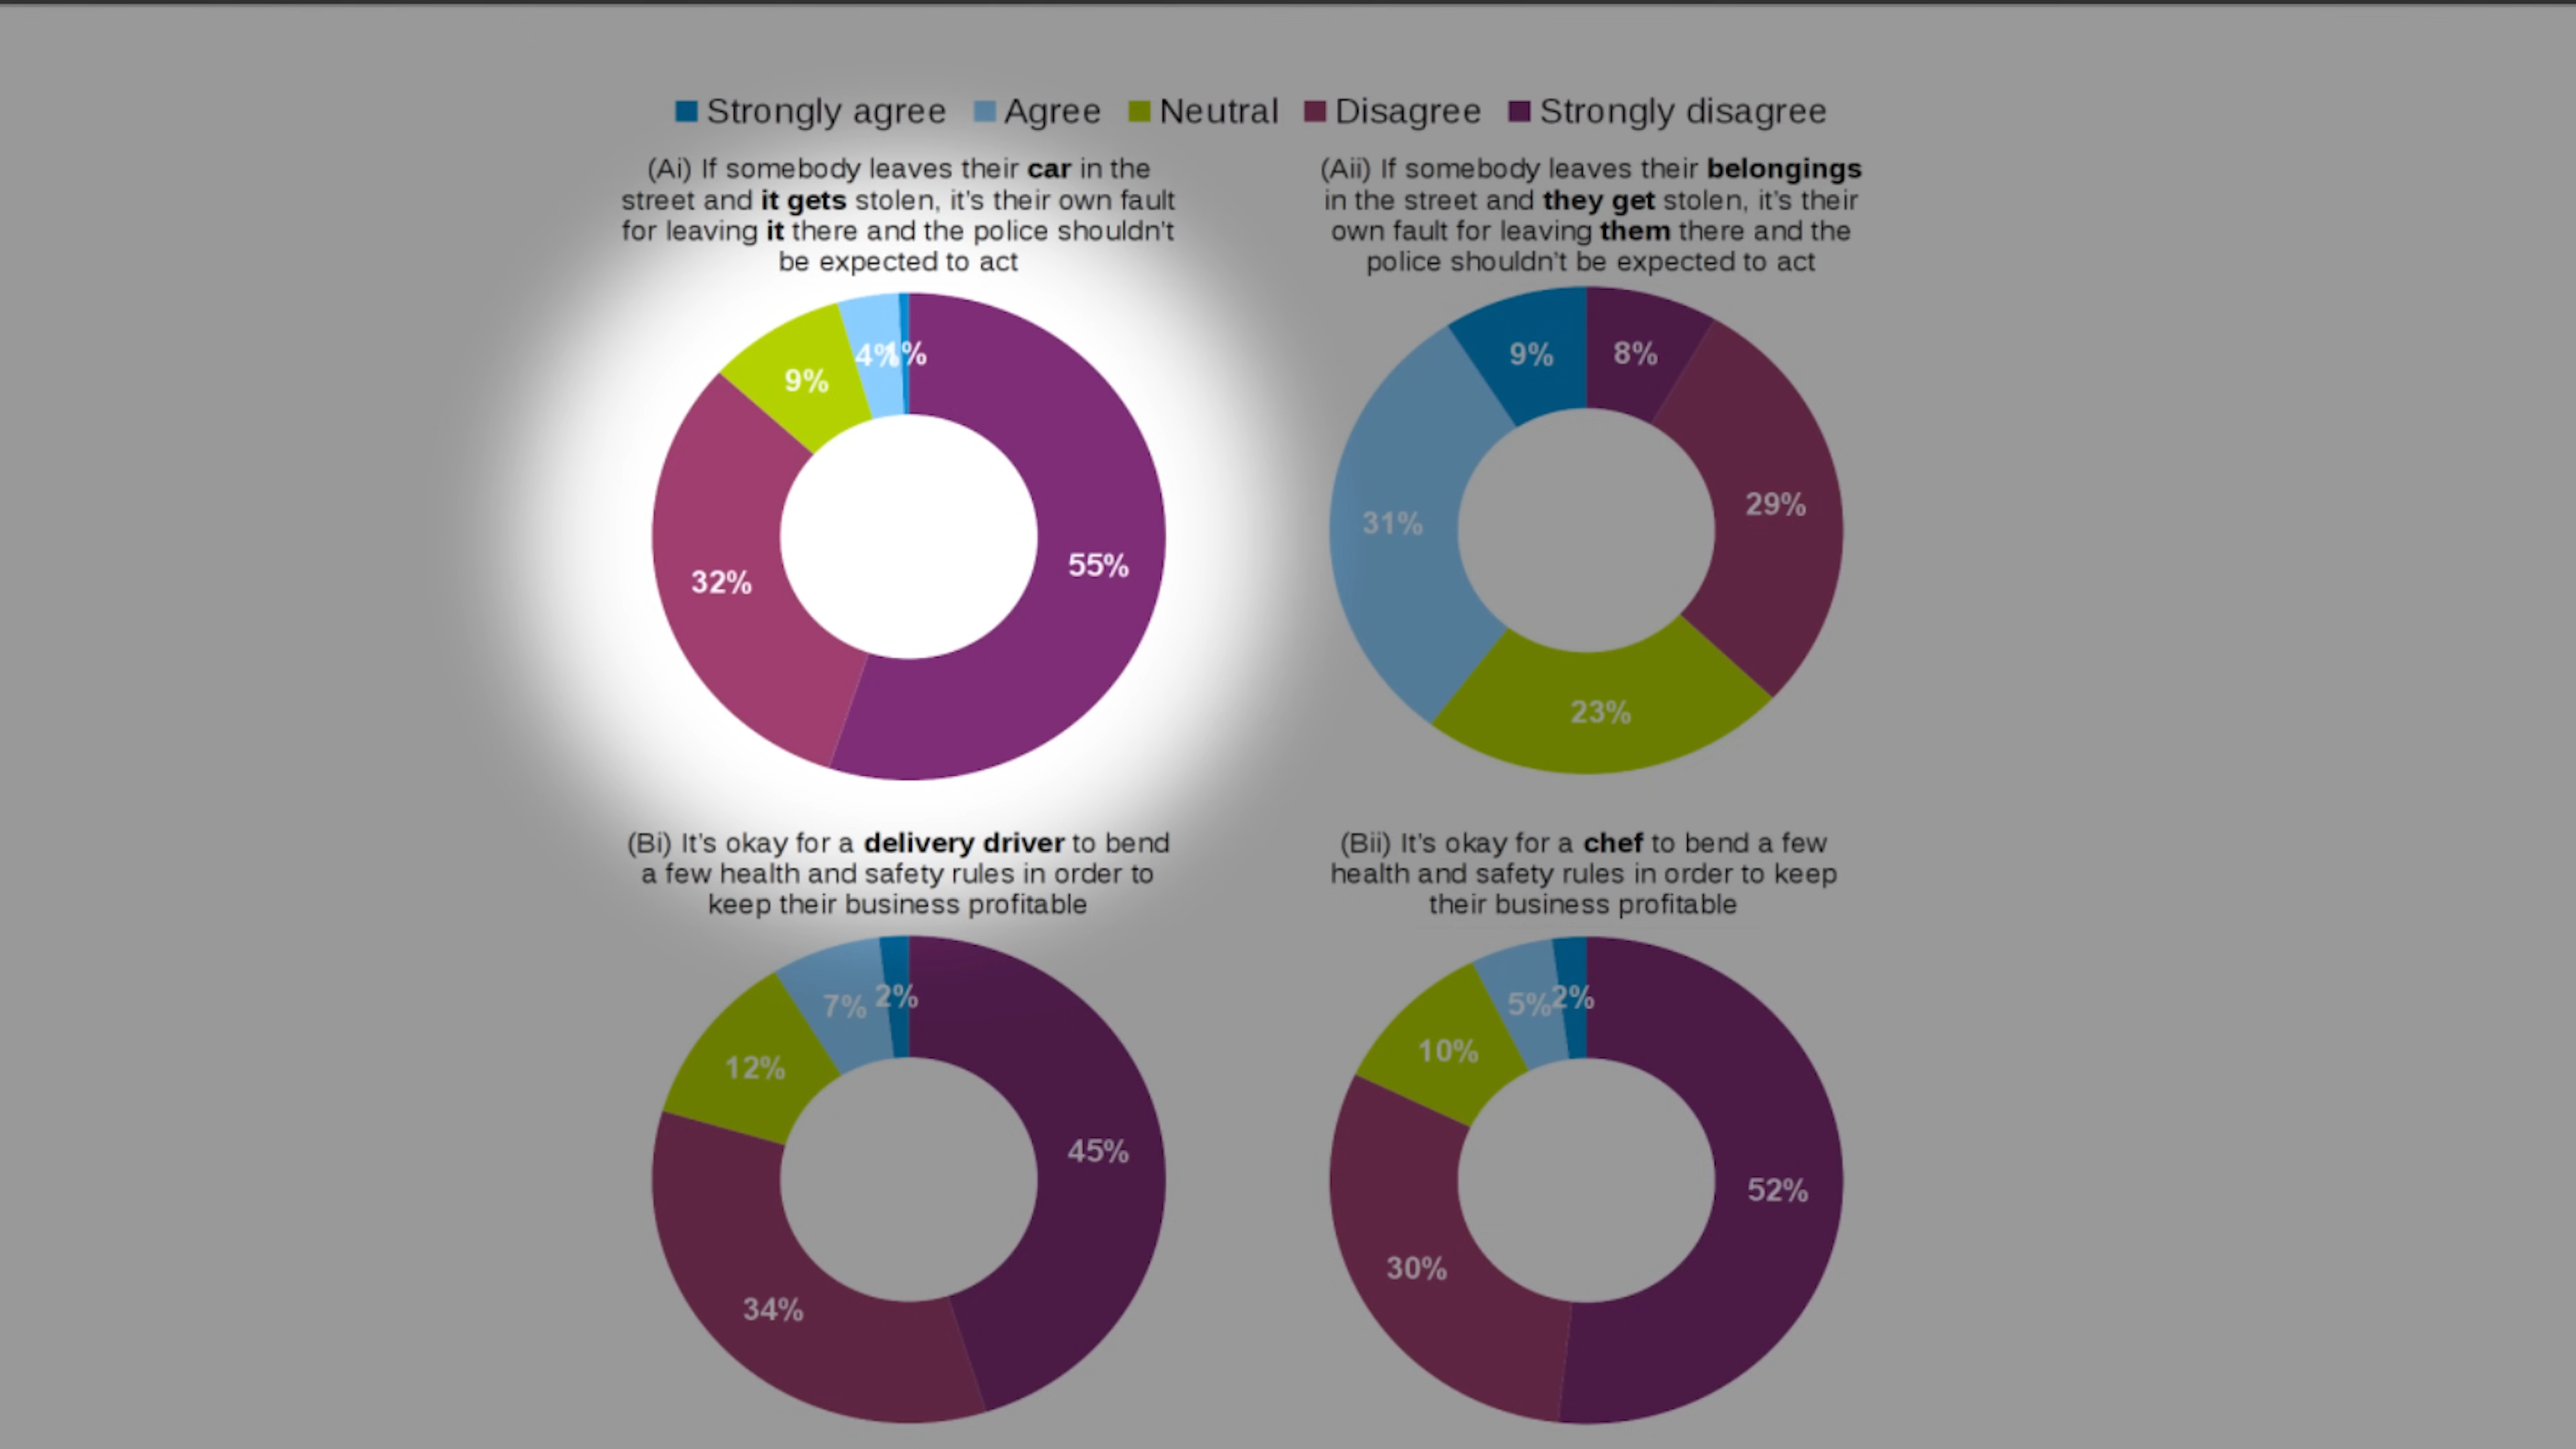 Strongly agree Agree Neutral Disagree Strongly disagree
(Ai) If somebody leaves their car in the
street and it gets stolen, it's their own fault
for leaving it there and the police shouldn't
be expected to act
4% 1%
9%
32%
55%
(Aii) If somebody leaves their belongings
in the street and they get stolen, it's their
own fault for leaving them there and the
police shouldn't be expected to act
9% 8%
31%
29%
23%
(Bi) It's okay for a delivery driver to bend
a few health and safety rules in order to
keep their business profitable
7% 2%
12%
45%
34%
(Bii) It's okay for a chef to bend a few
health and safety rules in order to keep
their business profitable
5% 2%
10%
52%
30%